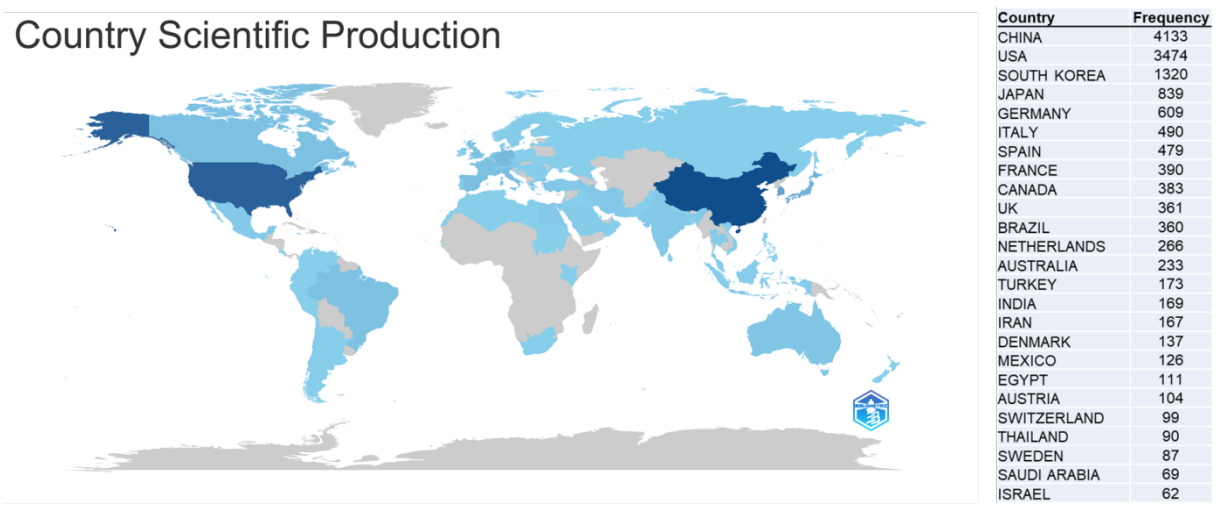 Country Scientific Production
Country Frequency
CHINA 4133
USA 3474
SOUTH KOREA 1320
JAPAN 839
GERMANY 609
ITALY 490
SPAIN 479
FRANCE 390
CANADA 383
UK 361
BRAZIL 360
NETHERLANDS 266
AUSTRALIA 233
TURKEY 173
INDIA 169
IRAN 167
DENMARK 137
MEXICO 126
EGYPT 111
AUSTRIA 104
SWITZERLAND 99
THAILAND 90
SWEDEN 87
SAUDI ARABIA 69
ISRAEL 62